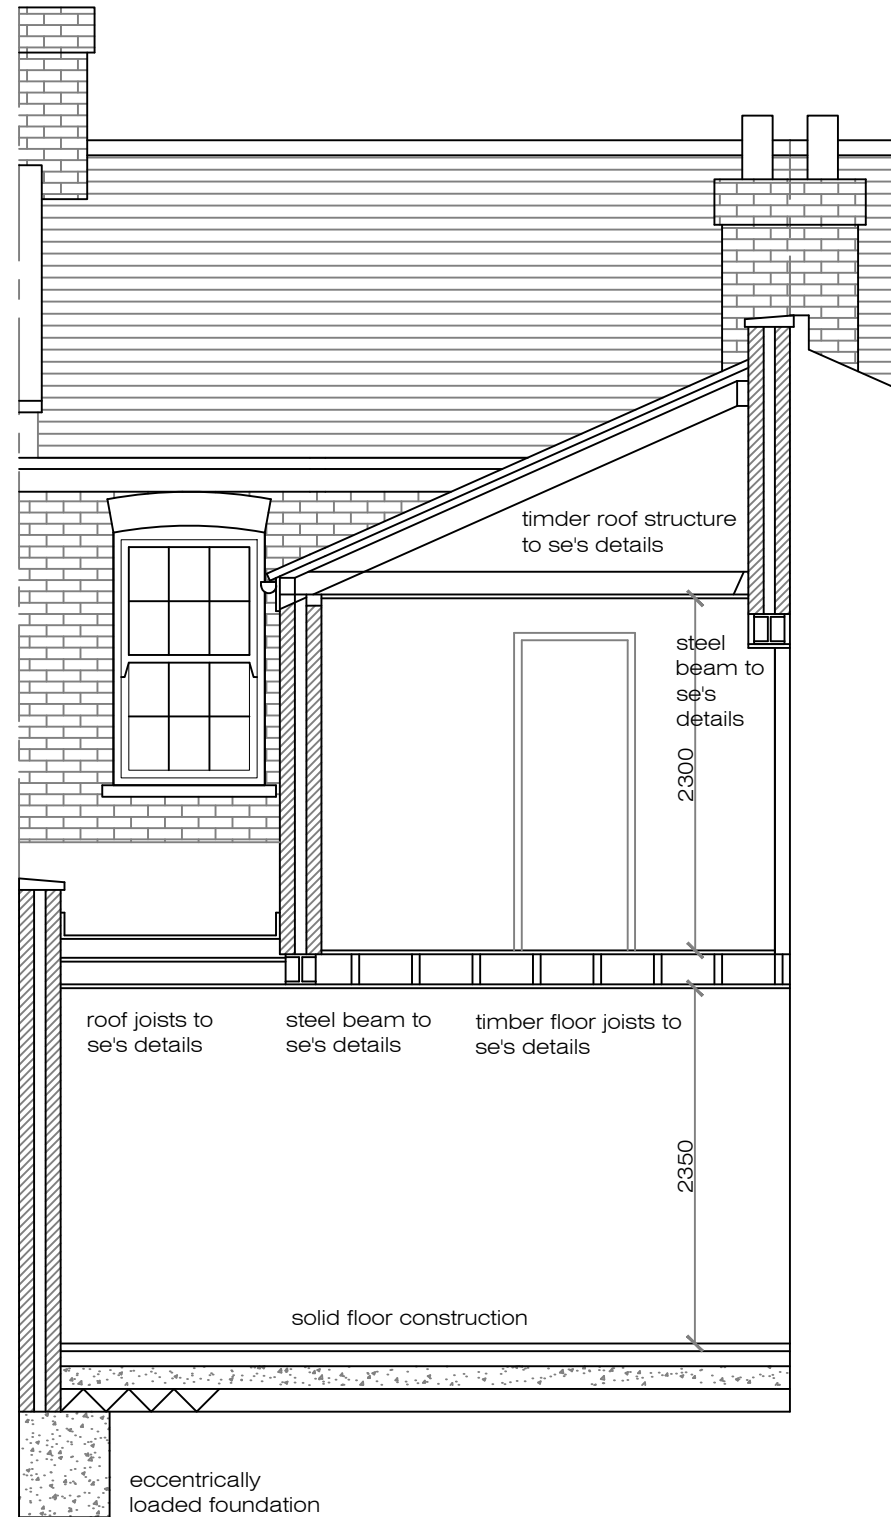 timder roof structure
to se's details
steel
beam to
se's
details
2300
roof joists to
se's details
steel beam to
se's details
timber floor joists to
se's details
2350
solid floor construction
eccentrically
loaded foundation